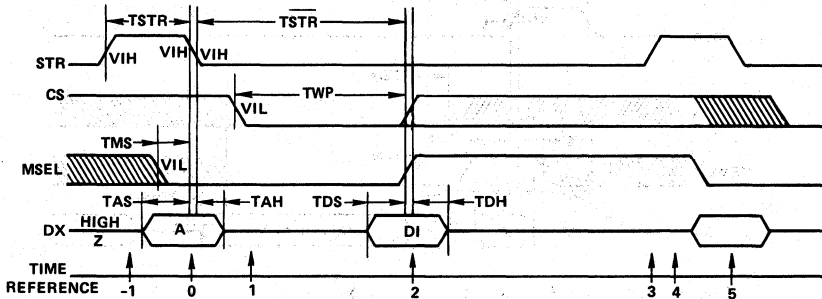 TSTR TSTR
STR VIH VIH VIH
CS VIL TWP
TMS
MSEL VIL
TAS TAH TDS TDH
DX HIGH Z A DI
TIME REFERENCE
-1 0 1 2 3 4 5